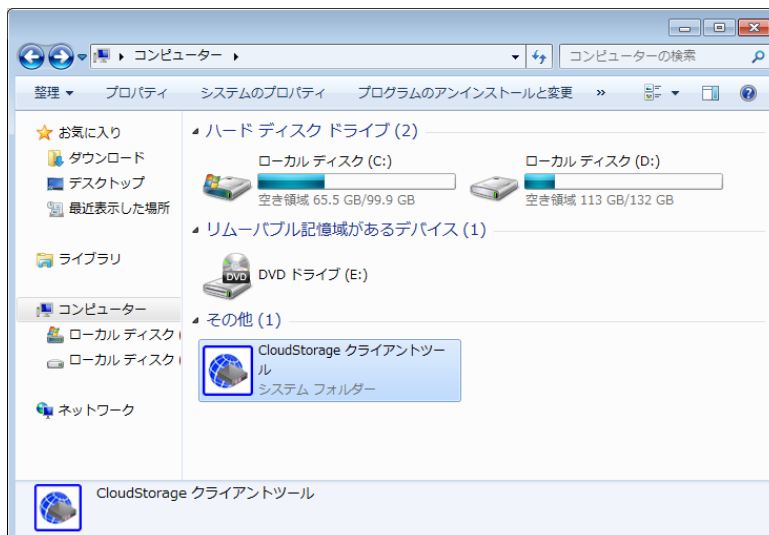 コンピューター
コンピューターの検索
整理 プロパティ システムのプロパティ プログラムのアンインストールと変更 »
お気に入り
ダウンロード
デスクトップ
最近表示した場所
ライブラリ
コンピューター
ローカル ディスク (
ローカル ディスク (
ネットワーク
ハード ディスク ドライブ (2)
ローカル ディスク (C:)
空き領域 65.5 GB/99.9 GB
ローカル ディスク (D:)
空き領域 113 GB/132 GB
リムーバブル記憶域があるデバイス (1)
DVD
DVD ドライブ (E:)
その他 (1)
CloudStorage クライアントツー
ル
システム フォルダー
CloudStorage クライアントツール